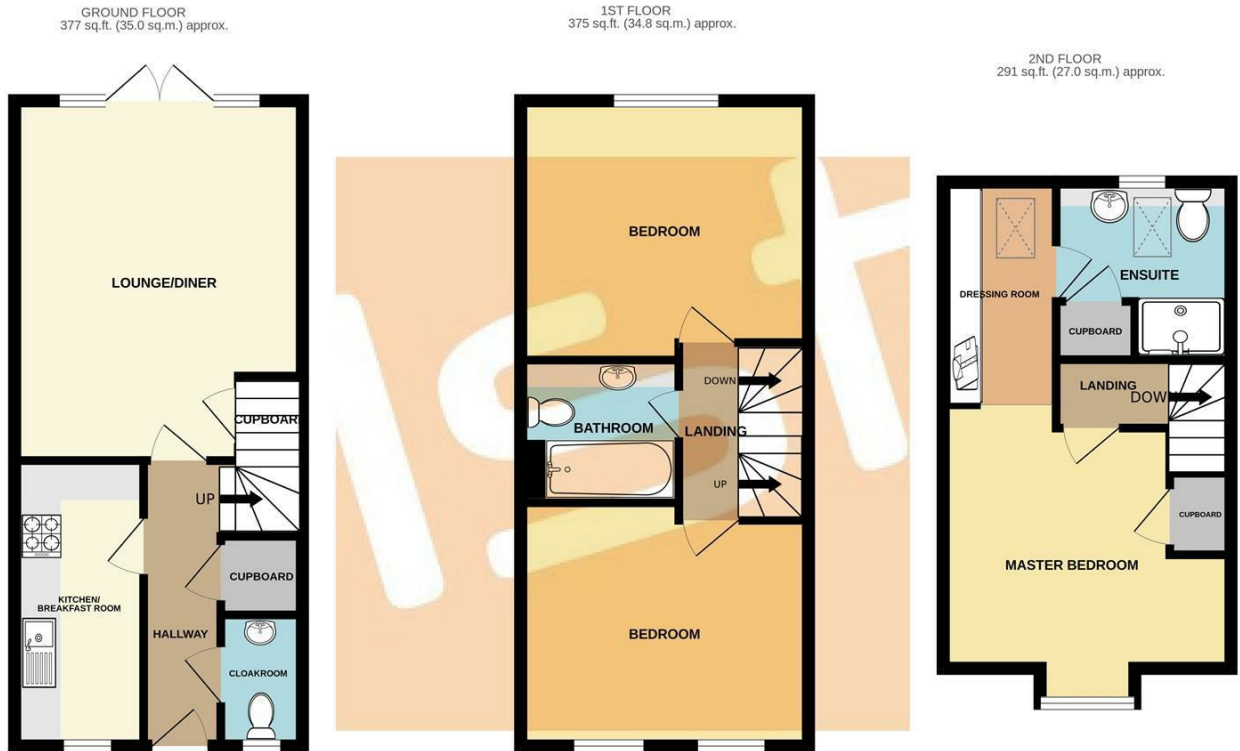 GROUND FLOOR
377 sq.ft. (35.0 sq.m.) approx.
LOUNGE/DINER
CUPBOARD
UP
KITCHEN/
BREAKFAST ROOM
CUPBOARD
HALLWAY
CLOAKROOM
1ST FLOOR
375 sq.ft. (34.8 sq.m.) approx.
BEDROOM
DOWN
BATHROOM
LANDING
UP
BEDROOM
2ND FLOOR
291 sq.ft. (27.0 sq.m.) approx.
ENSUITE
DRESSING ROOM
CUPBOARD
LANDING
DOWN
CUPBOARD
MASTER BEDROOM